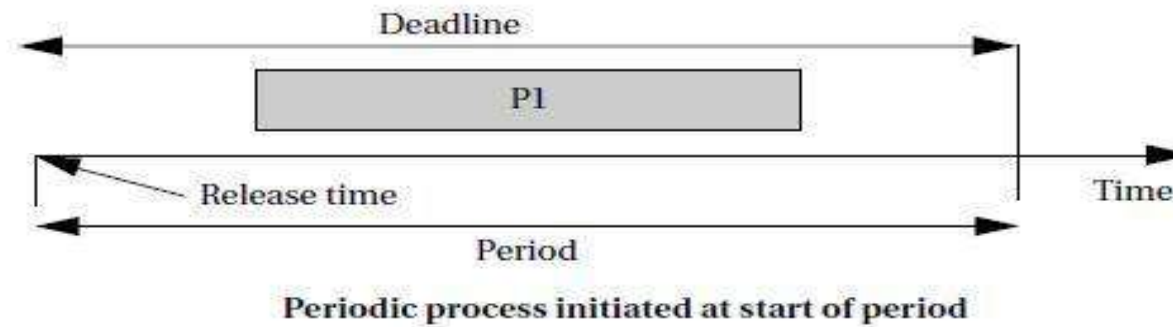 Deadline
P1
Release time
Time
Period
Periodic process initiated at start of period